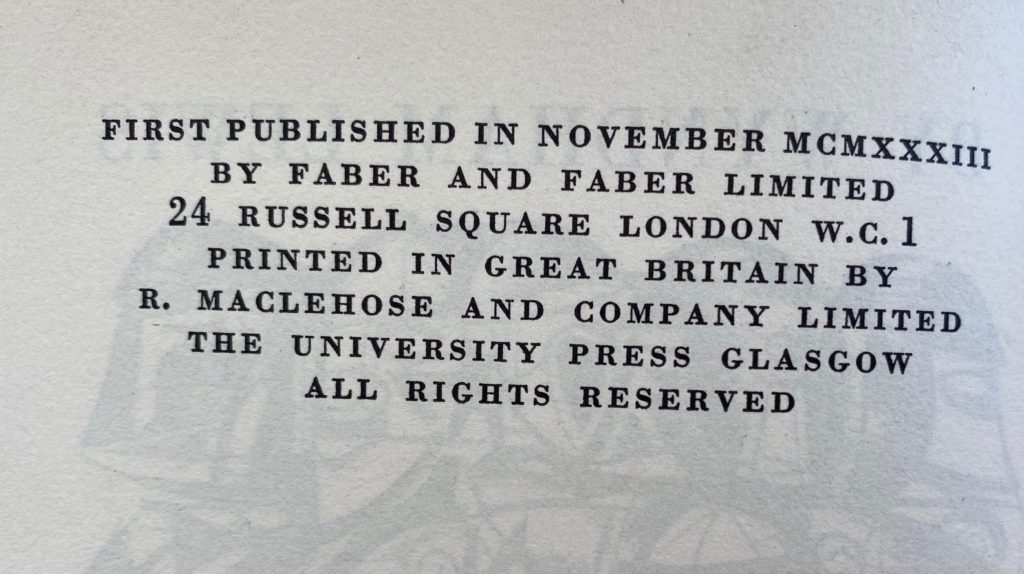 FIRST PUBLISHED IN NOVEMBER MCMXXXIII
BY FABER AND FABER LIMITED
24 RUSSELL SQUARE LONDON W.C. 1
PRINTED IN GREAT BRITAIN BY
R. MACLEHOSE AND COMPANY LIMITED
THE UNIVERSITY PRESS GLASGOW
ALL RIGHTS RESERVED